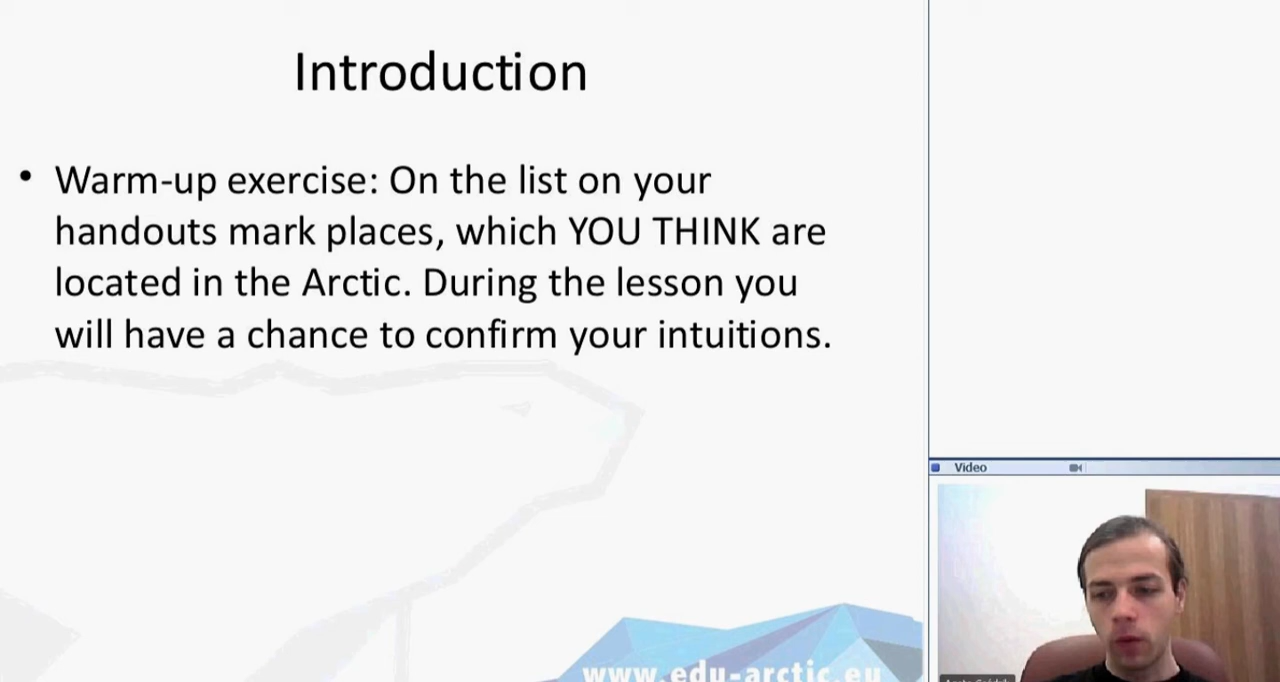 Introduction
• Warm-up exercise: On the list on your
handouts mark places, which YOU THINK are
located in the Arctic. During the lesson you
will have a chance to confirm your intuitions.
www.edu-arctic.eu
Video